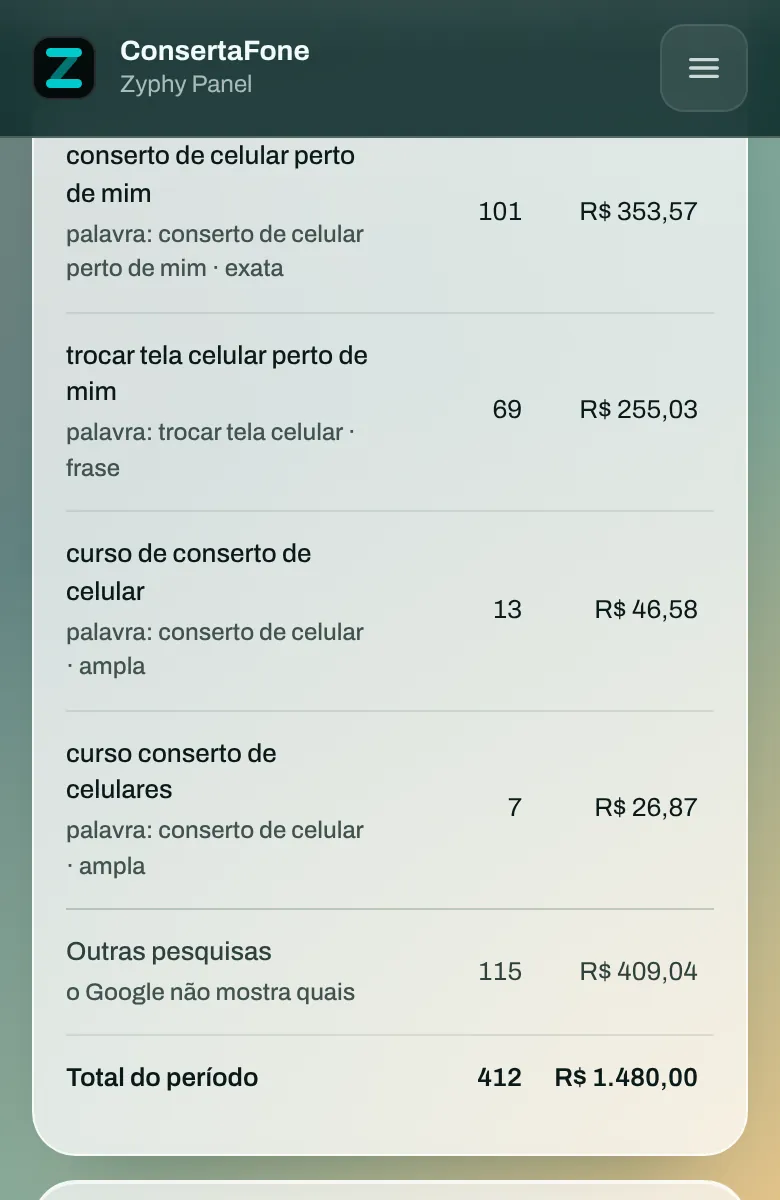 ConsertaFone
Zyphy Panel
conserto de celular perto
de mim
palavra: conserto de celular
perto de mim · exata
101
R$ 353,57
trocar tela celular perto de
mim
palavra: trocar tela celular ·
frase
69
R$ 255,03
curso de conserto de
celular
palavra: conserto de celular
· ampla
13
R$ 46,58
curso conserto de
celulares
palavra: conserto de celular
· ampla
7
R$ 26,87
Outras pesquisas
o Google não mostra quais
115
R$ 409,04
Total do período
412
R$ 1.480,00